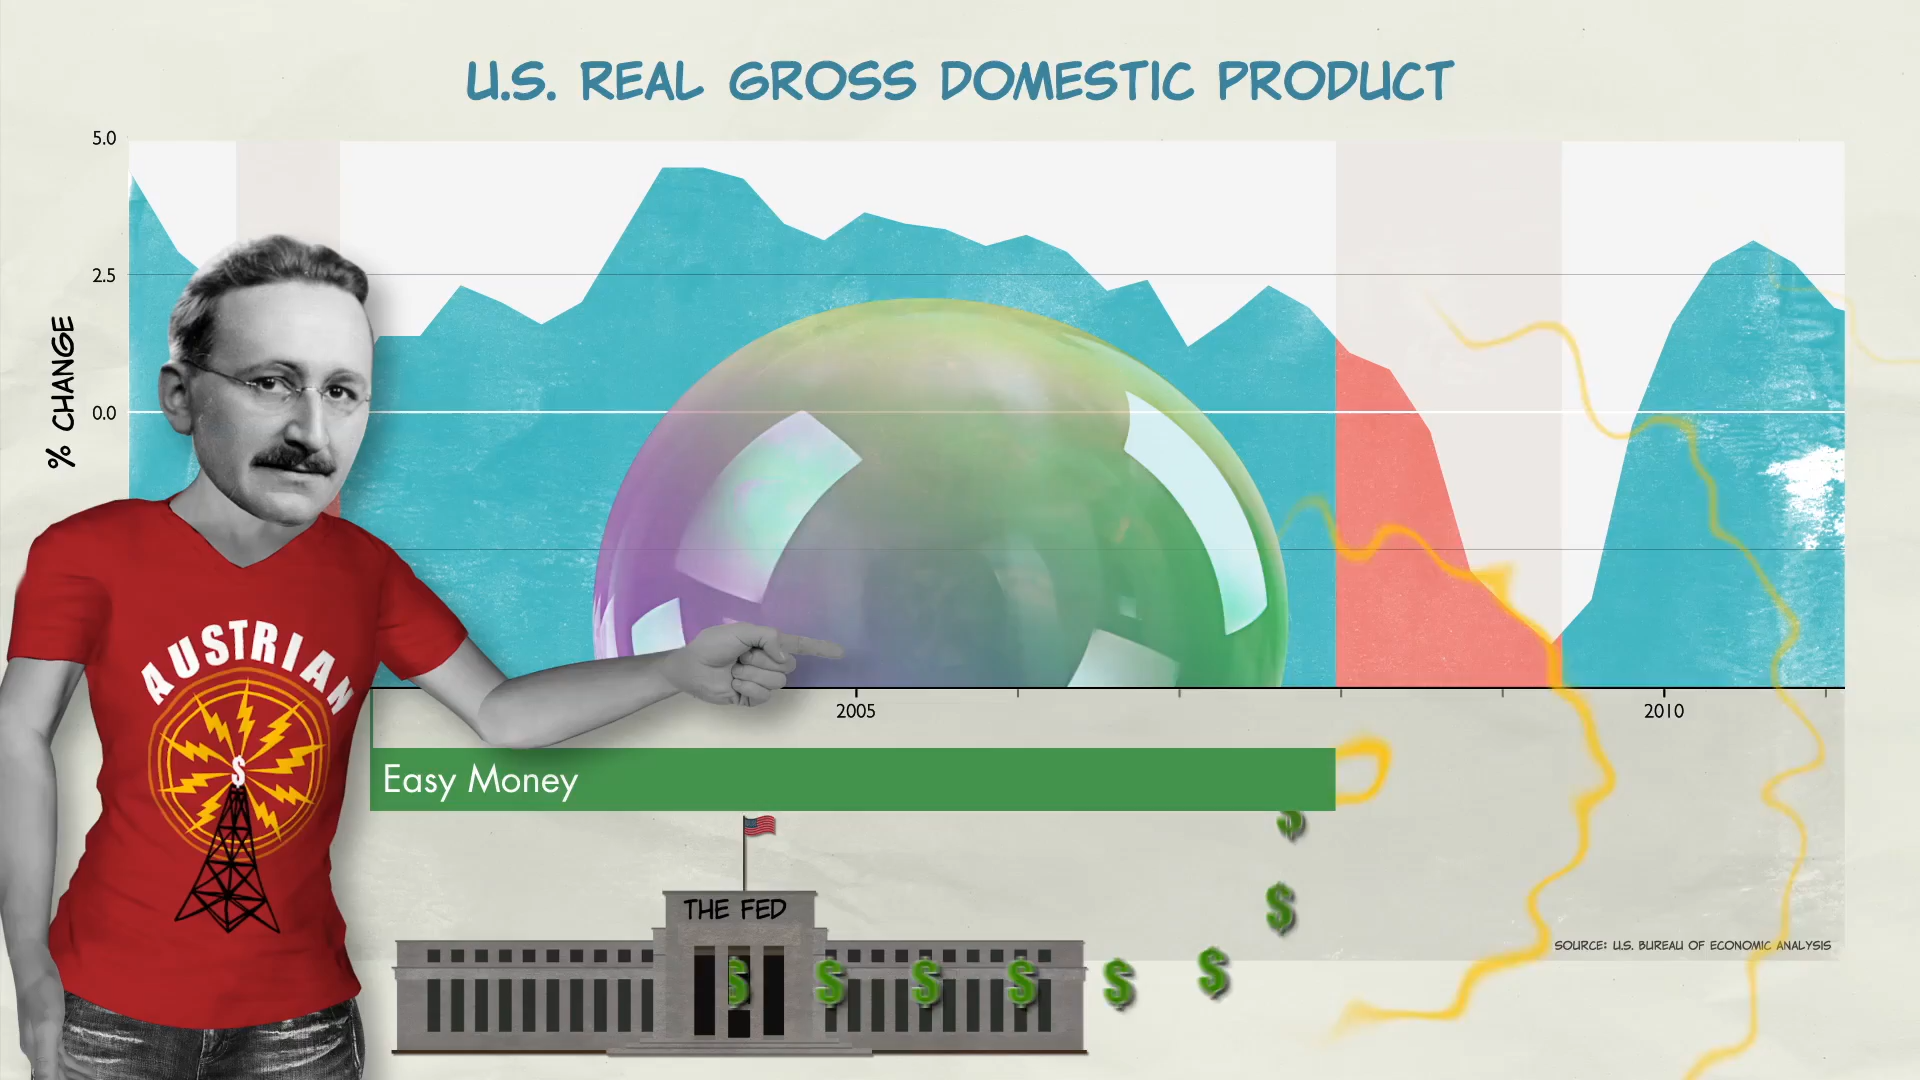 U.S. REAL GROSS DOMESTIC PRODUCT
5.0
2.5
0.0
% CHANGE
2005
2010
AUSTRIAN
$
Easy Money
$
$
THE FED
SOURCE: U.S. BUREAU OF ECONOMIC ANALYSIS
$ $ $ $ $ $